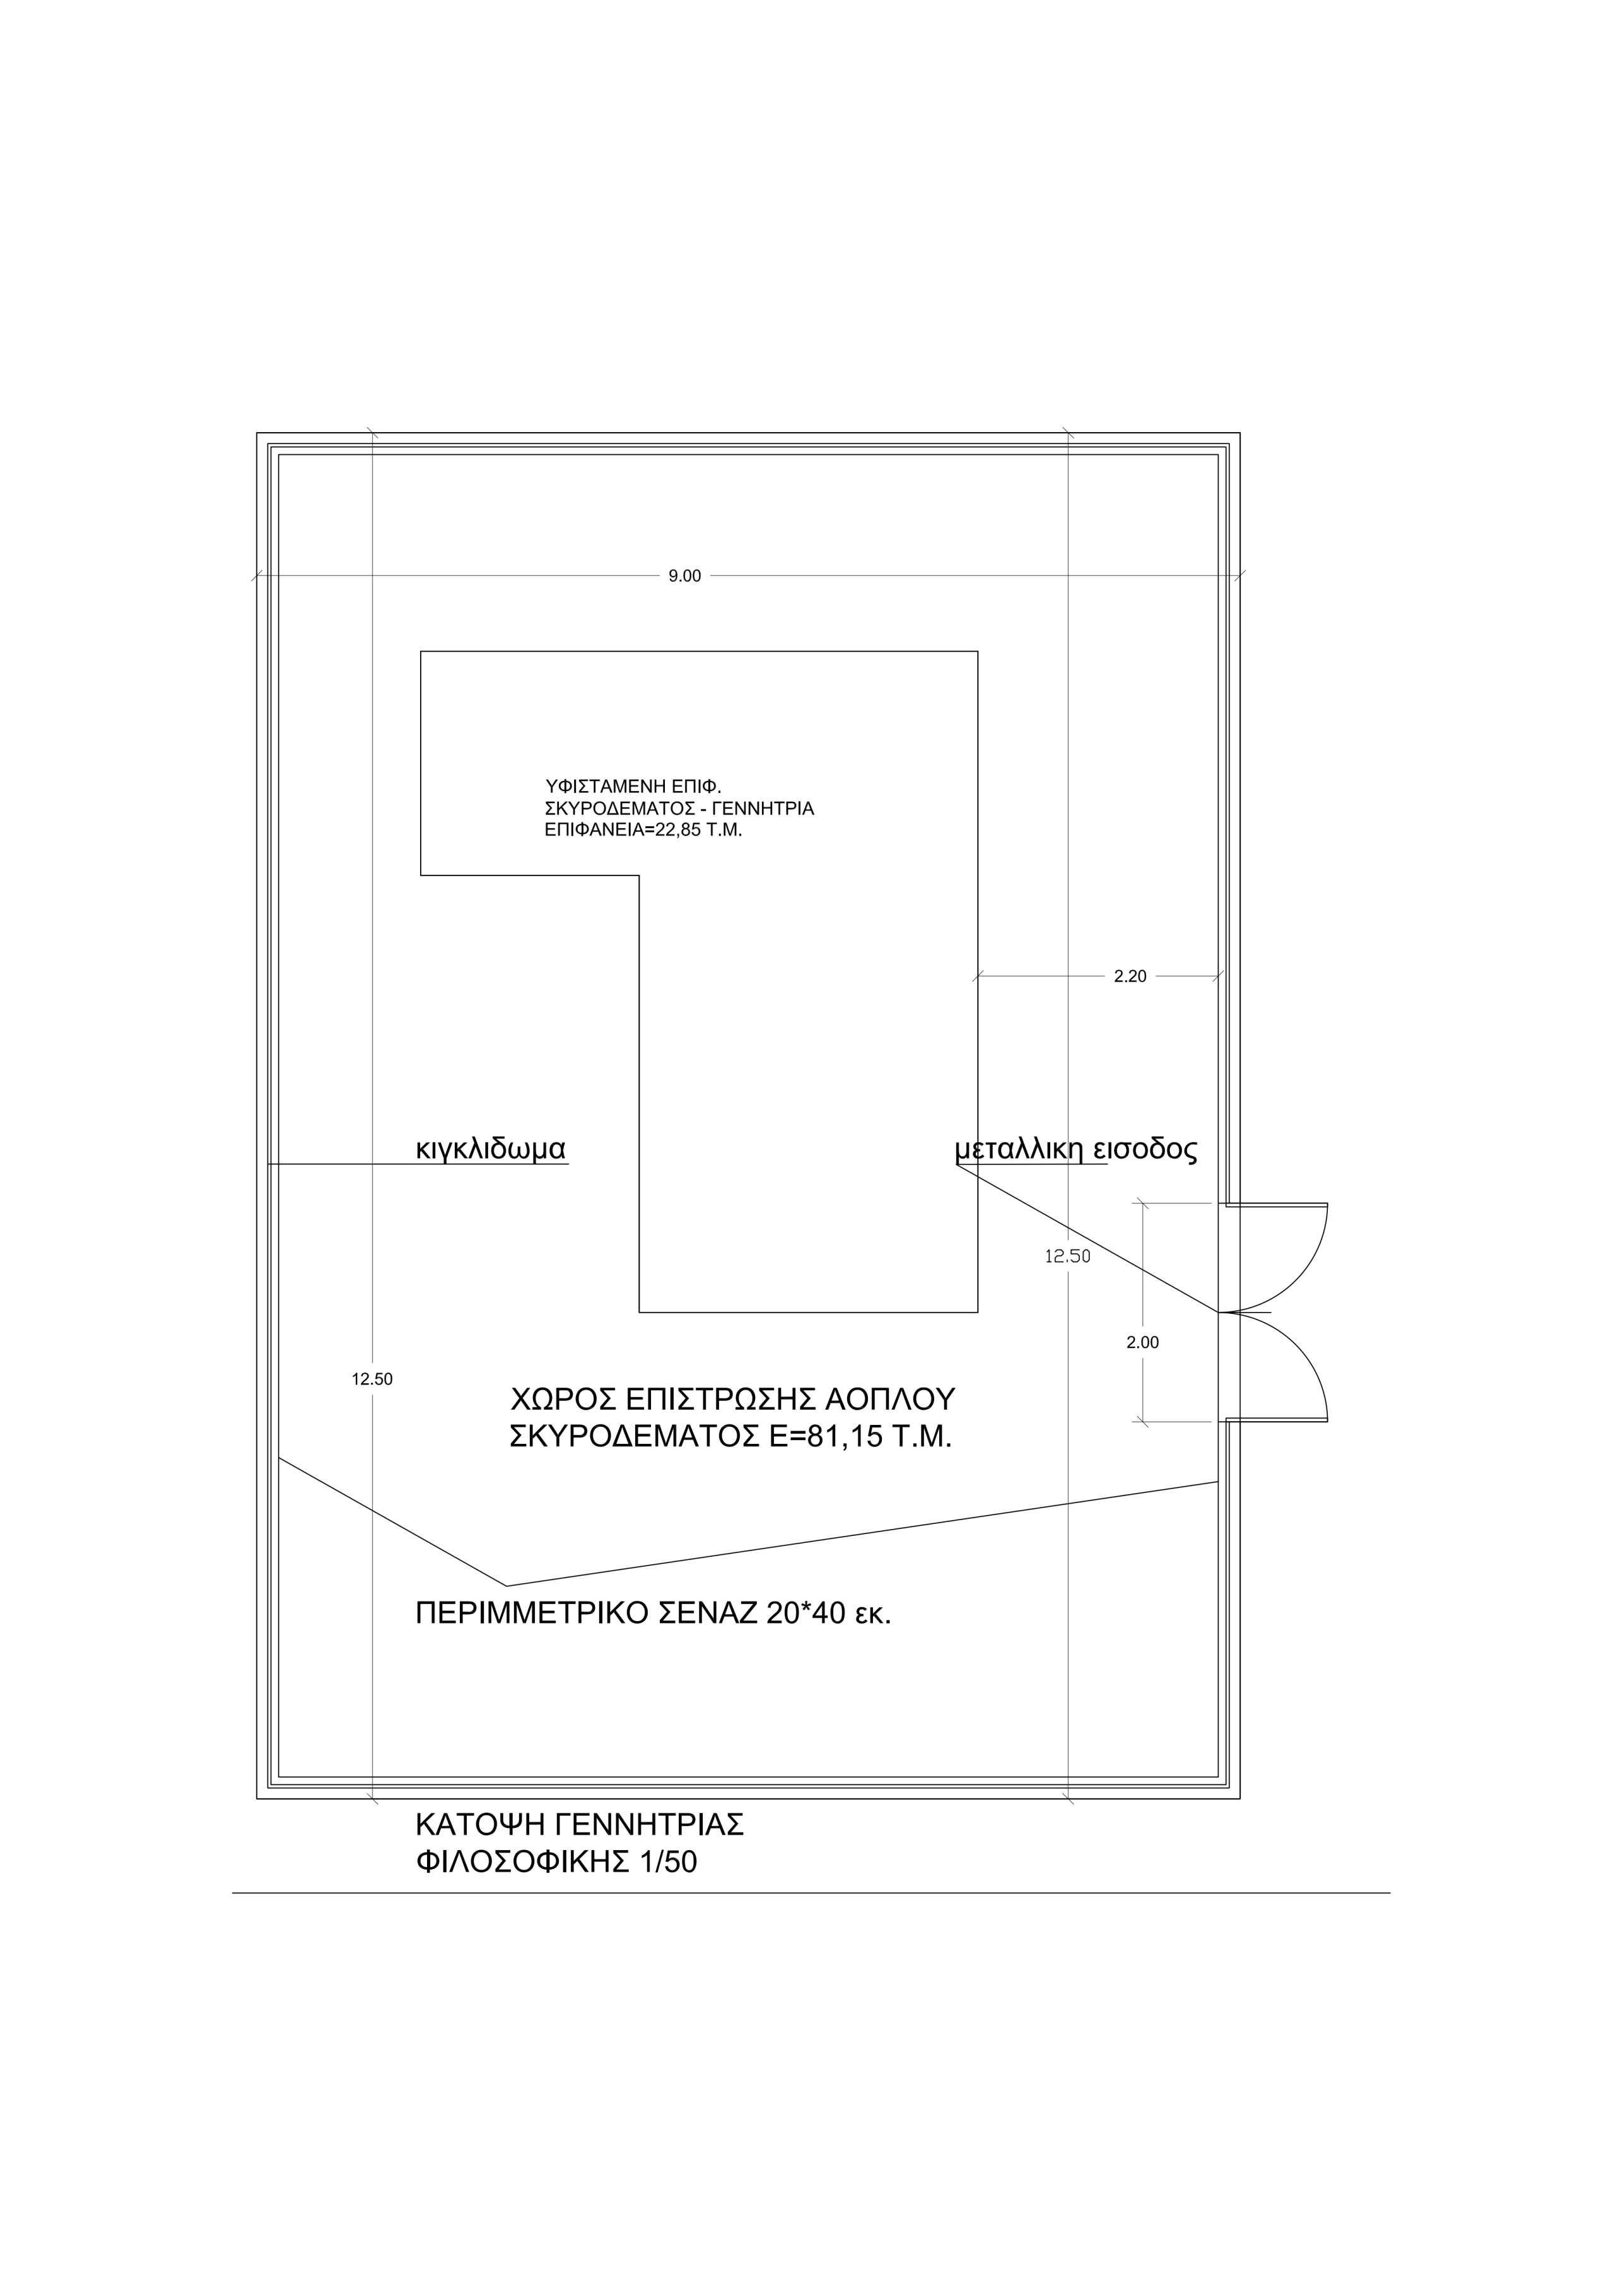 9.00
ΥΦΙΣΤΑΜΕΝΗ ΕΠΙΦ.
ΣΚΥΡΟΔΕΜΑΤΟΣ - ΓΕΝΝΗΤΡΙΑ
ΕΠΙΦΑΝΕΙΑ=22,85 Τ.Μ.
2.20
κιγκλιδωμα
μεταλλικη εισοδος
12.50
2.00
12.50
ΧΩΡΟΣ ΕΠΙΣΤΡΩΣΗΣ ΑΟΠΛΟΥ
ΣΚΥΡΟΔΕΜΑΤΟΣ Ε=81,15 Τ.Μ.
ΠΕΡΙΜΜΕΤΡΙΚΟ ΣΕΝΑΖ 20*40 εκ.
ΚΑΤΟΨΗ ΓΕΝΝΗΤΡΙΑΣ
ΦΙΛΟΣΟΦΙΚΗΣ 1/50